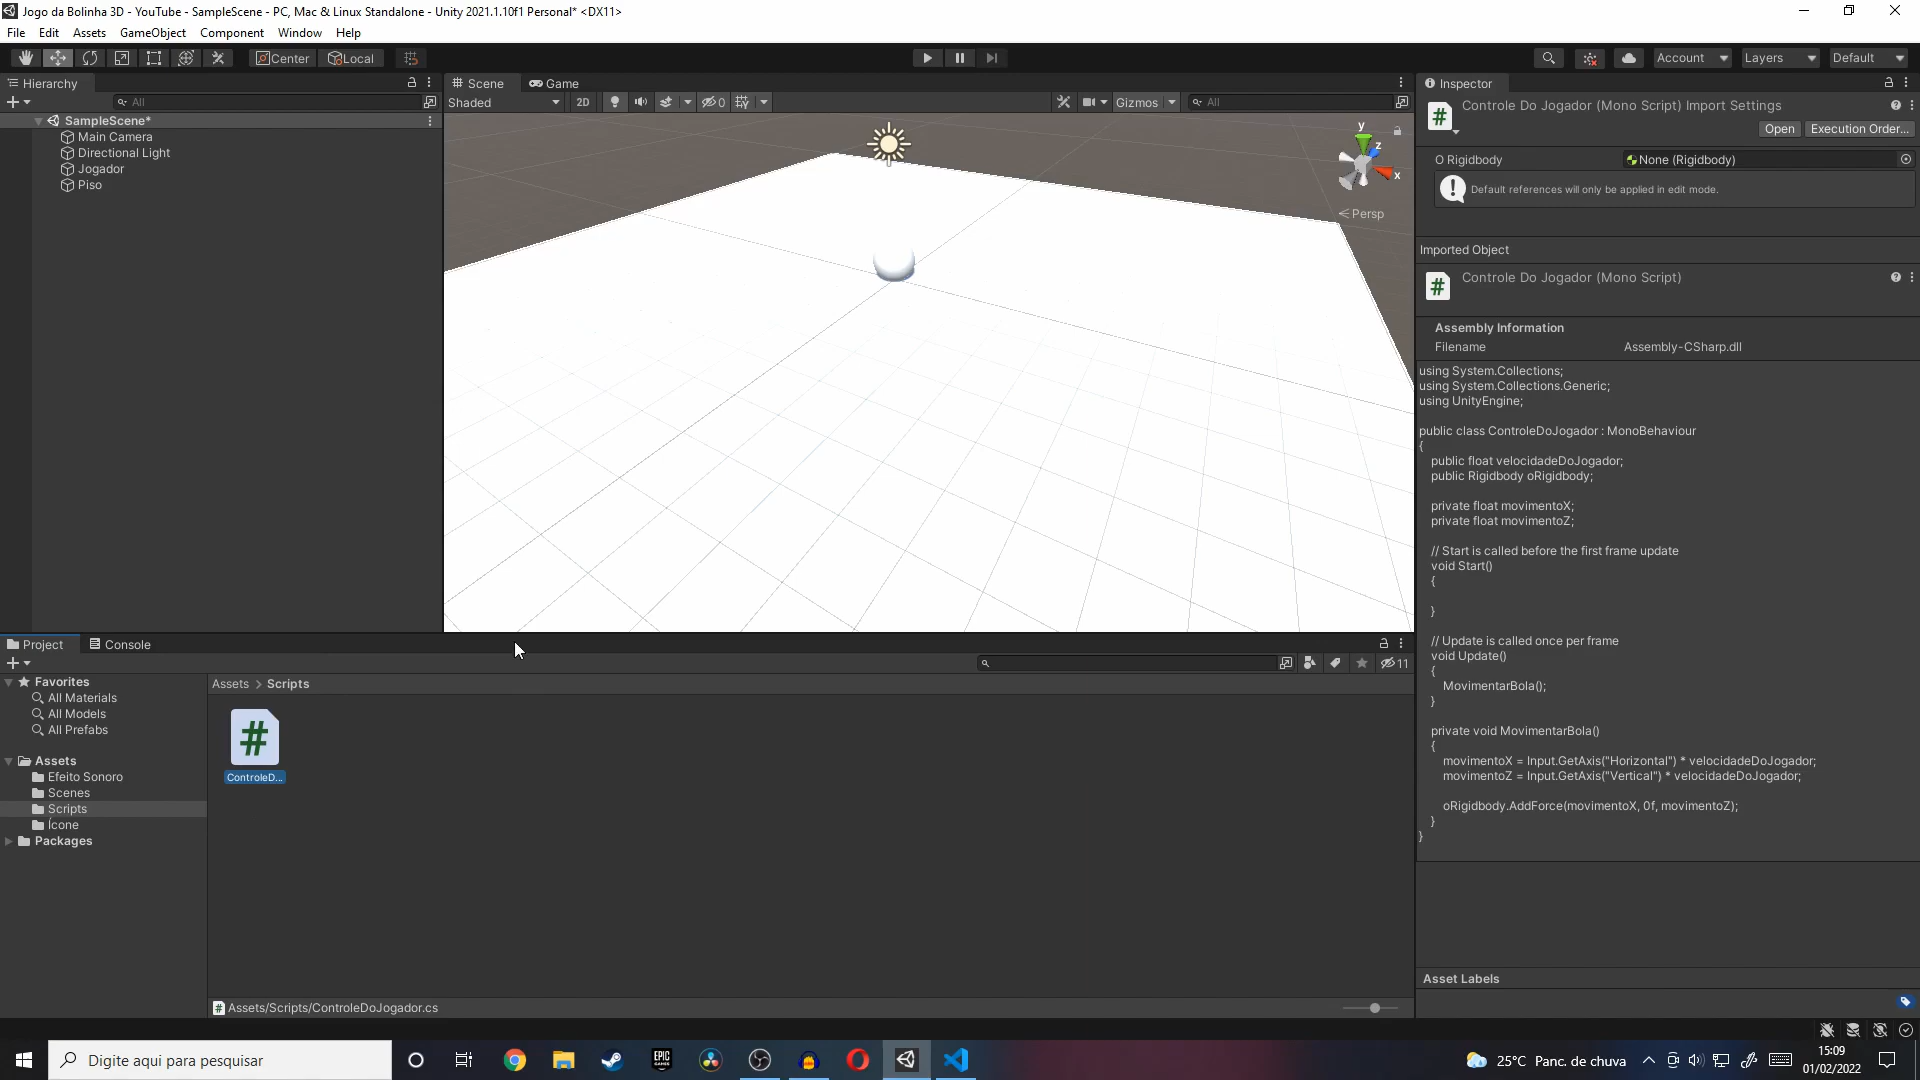 Jogo da Bolinha 3D - YouTube - SampleScene - PC, Mac & Linux Standalone - Unity 2021.1.10f1 Personal* <DX11>
File Edit Assets GameObject Component Window Help
Center Local
Account Layers Default
Hierarchy
All
SampleScene*
Main Camera
Directional Light
Jogador
Piso
Scene Game
Shaded 2D 0 Gizmos All
y
z
x
Persp
Inspector
Controle Do Jogador (Mono Script) Import Settings
Open Execution Order...
O Rigidbody None (Rigidbody)
Default references will only be applied in edit mode.
Imported Object
Controle Do Jogador (Mono Script)
Assembly Information
Filename Assembly-CSharp.dll
using System.Collections;
using System.Collections.Generic;
using UnityEngine;
public class ControleDoJogador : MonoBehaviour
{
public float velocidadeDoJogador;
public Rigidbody oRigidbody;
private float movimentoX;
private float movimentoZ;
// Start is called before the first frame update
void Start()
{
}
// Update is called once per frame
void Update()
{
MovimentarBola();
}
private void MovimentarBola()
{
movimentoX = Input.GetAxis("Horizontal") * velocidadeDoJogador;
movimentoZ = Input.GetAxis("Vertical") * velocidadeDoJogador;
oRigidbody.AddForce(movimentoX, 0f, movimentoZ);
}
}
Asset Labels
Project Console
11
Favorites
All Materials
All Models
All Prefabs
Assets
Efeito Sonoro
Scenes
Scripts
Ícone
Packages
Assets > Scripts
#
ControleD...
Assets/Scripts/ControleDoJogador.cs
Digite aqui para pesquisar
EPIC GAMES
25°C Panc. de chuva
15:09
01/02/2022